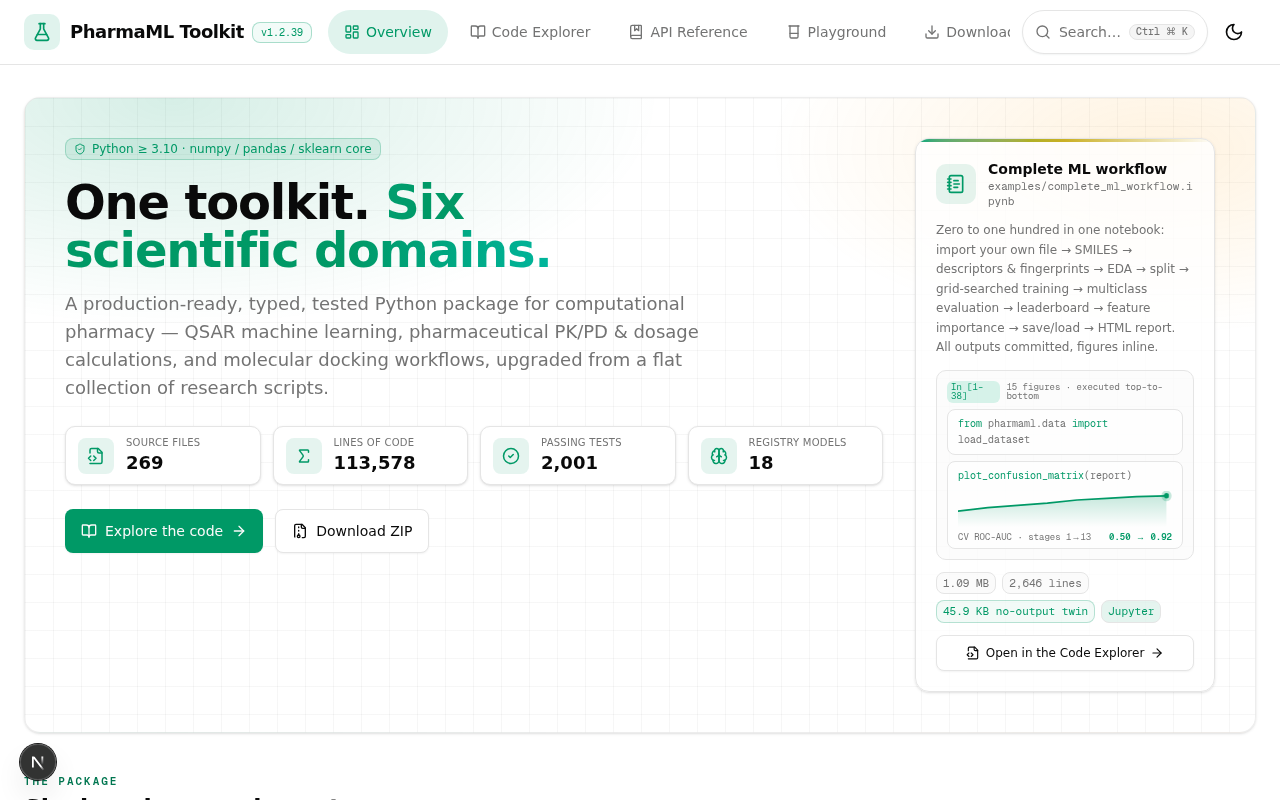 PharmaML Toolkit v1.2.39 Overview Code Explorer API Reference Playground Downloac Search... Ctrl ⌘ K
Python ≥ 3.10 · numpy / pandas / sklearn core
One toolkit. Six
scientific domains.
A production-ready, typed, tested Python package for computational
pharmacy — QSAR machine learning, pharmaceutical PK/PD & dosage
calculations, and molecular docking workflows, upgraded from a flat
collection of research scripts.
SOURCE FILES
269
LINES OF CODE
113,578
PASSING TESTS
2,001
REGISTRY MODELS
18
Explore the code →
Download ZIP
Complete ML workflow
examples/complete_ml_workflow.i
pynb
Zero to one hundred in one notebook:
import your own file → SMILES →
descriptors & fingerprints → EDA → split →
grid-searched training → multiclass
evaluation → leaderboard → feature
importance → save/load → HTML report.
All outputs committed, figures inline.
In [1-
38]
15 figures · executed top-to-
bottom
from pharmaml.data import
load_dataset
plot_confusion_matrix(report)
CV ROC-AUC · stages 1→13 0.50 → 0.92
1.09 MB 2,646 lines
45.9 KB no-output twin Jupyter
Open in the Code Explorer →
N
THE PACKAGE